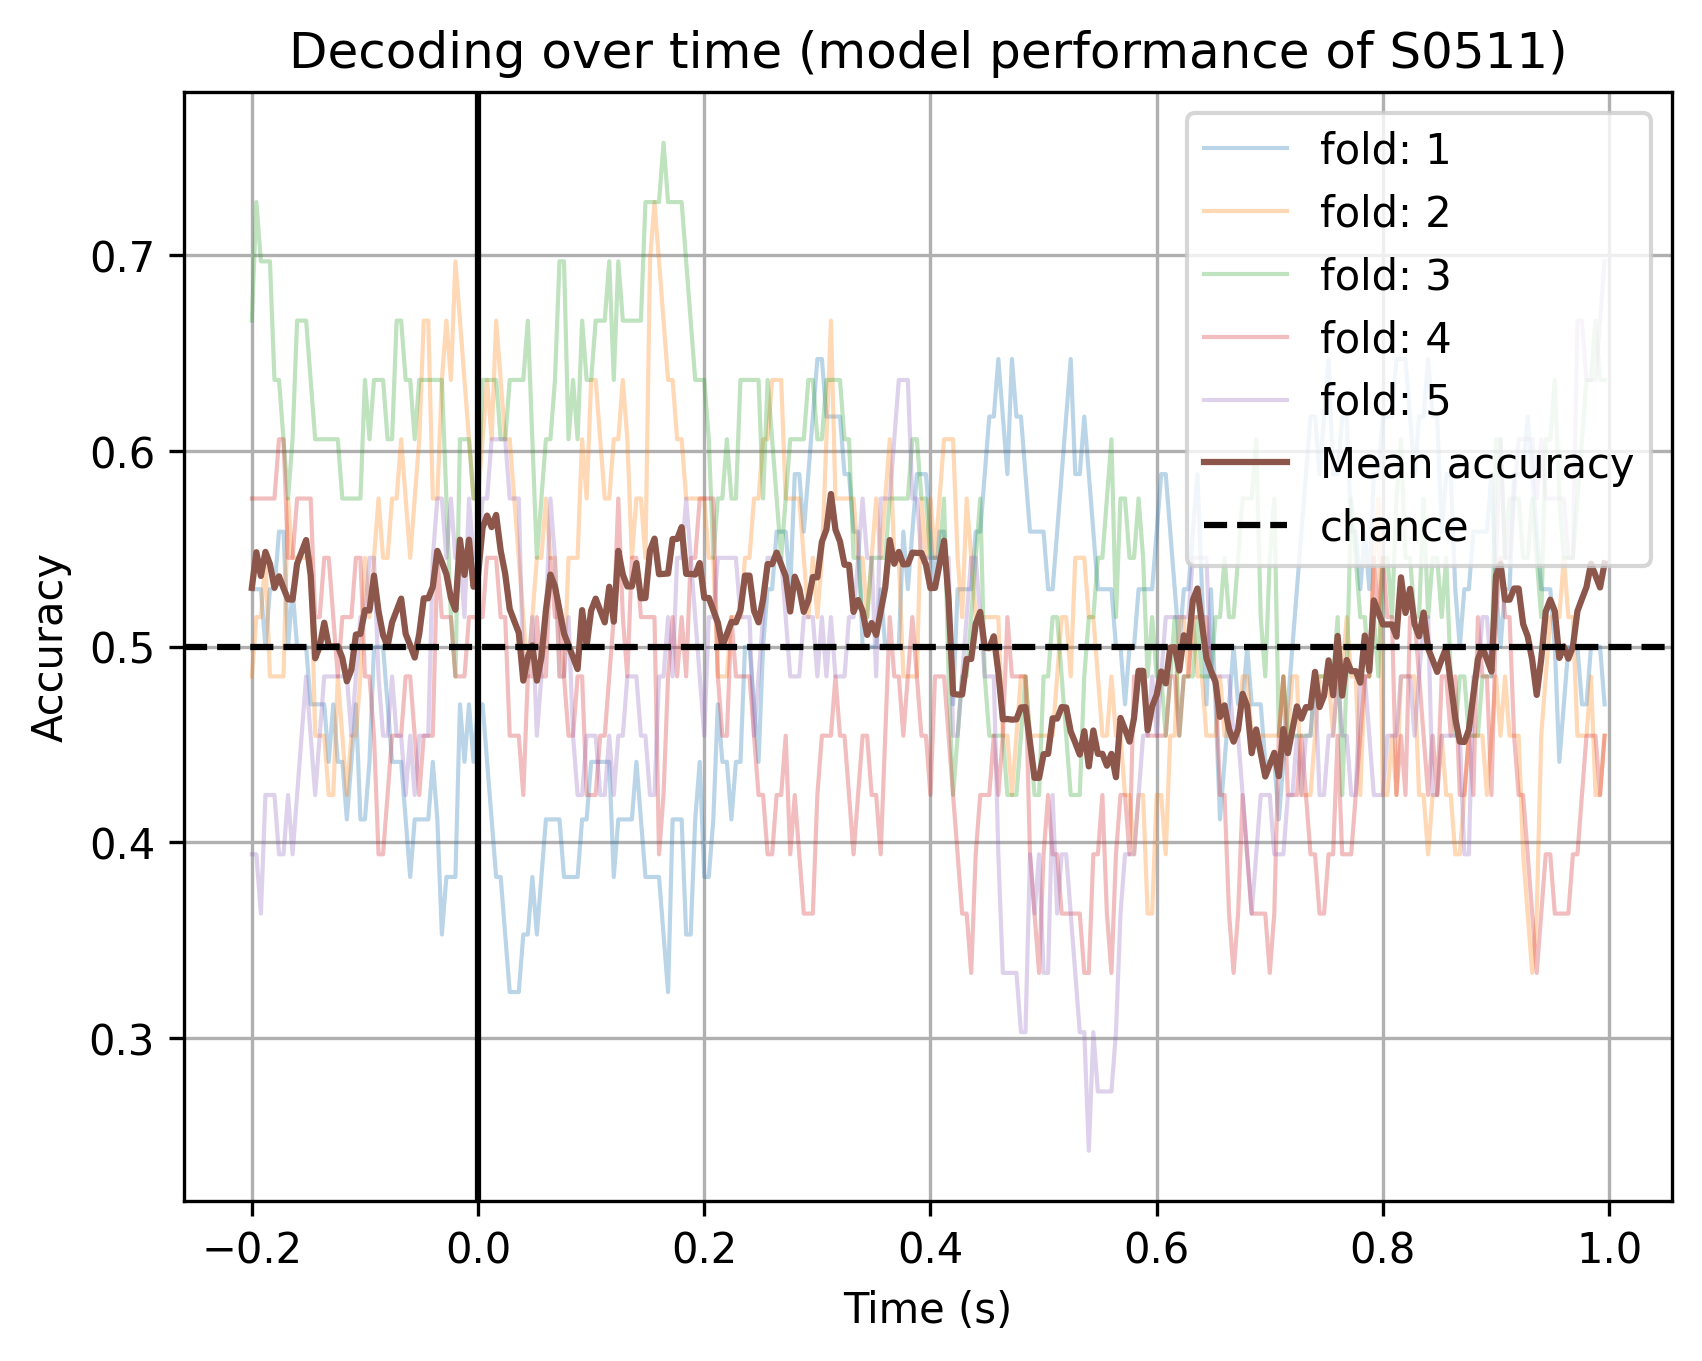 Decoding over time (model performance of S0511)
fold: 1
fold: 2
fold: 3
fold: 4
fold: 5
Mean accuracy
chance
Accuracy
0.7
0.6
0.5
0.4
0.3
−0.2 0.0 0.2 0.4 0.6 0.8 1.0
Time (s)